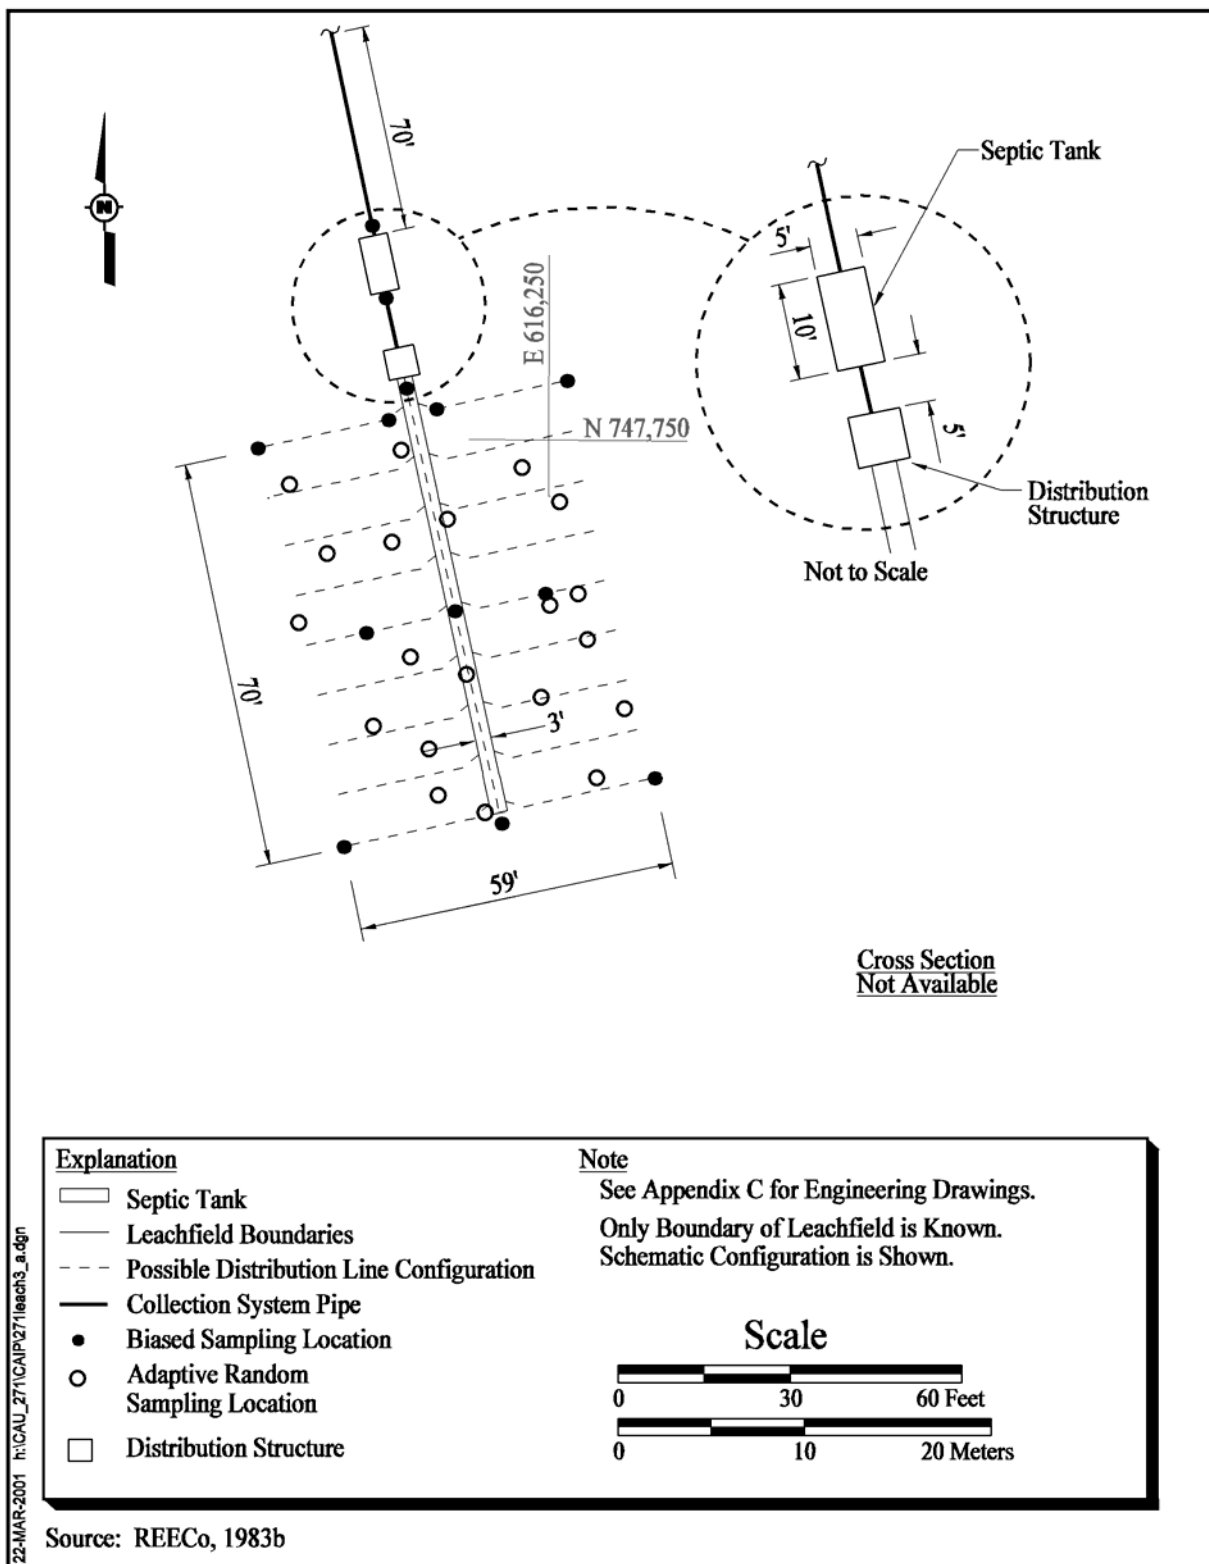 70'
N
Septic Tank
5'
E 616,250
10'
N 747,750
5'
Distribution
Structure
Not to Scale
70'
3'
59'
Cross Section
Not Available
Explanation
Septic Tank
Leachfield Boundaries
Possible Distribution Line Configuration
Collection System Pipe
Biased Sampling Location
Adaptive Random
Sampling Location
Distribution Structure
Note
See Appendix C for Engineering Drawings.
Only Boundary of Leachfield is Known.
Schematic Configuration is Shown.
Scale
0 30 60 Feet
0 10 20 Meters
22-MAR-2001 h:\CAU_271\CAIP\271leach3_a.dgn
Source: REECo, 1983b